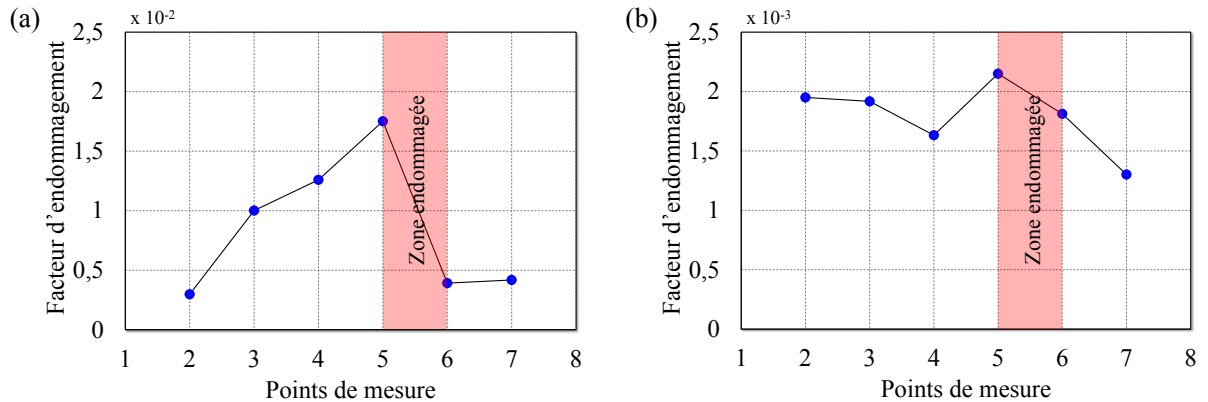 (a)
x 10-2
Facteur d'endommagement
2,5
2
1,5
1
0,5
0
Zone endommagée
1 2 3 4 5 6 7 8
Points de mesure
(b)
x 10-3
Facteur d'endommagement
2,5
2
1,5
1
0,5
0
Zone endommagée
1 2 3 4 5 6 7 8
Points de mesure